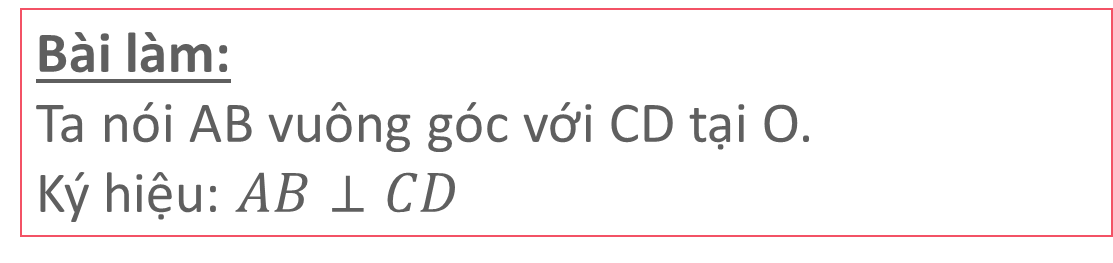 Bài làm:
Ta nói AB vuông góc với CD tại O.
Ký hiệu: 𝐴𝐵 ⊥ 𝐶𝐷